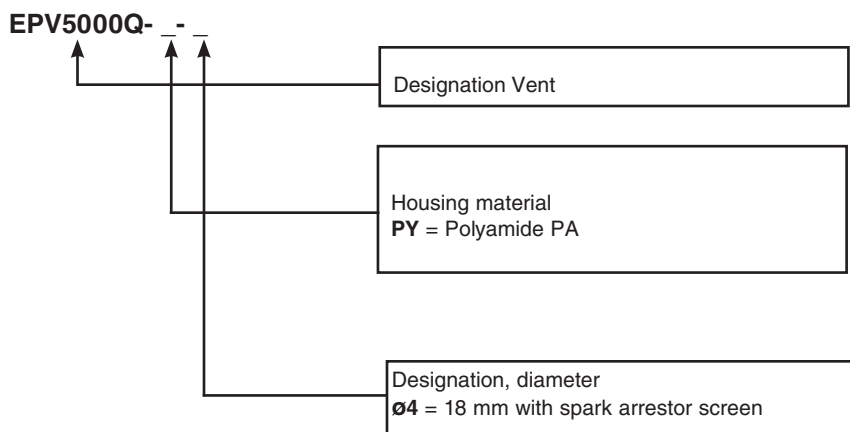 EPV5000Q- _- _
Designation Vent
Housing material
PY = Polyamide PA
Designation, diameter
ø4 = 18 mm with spark arrestor screen